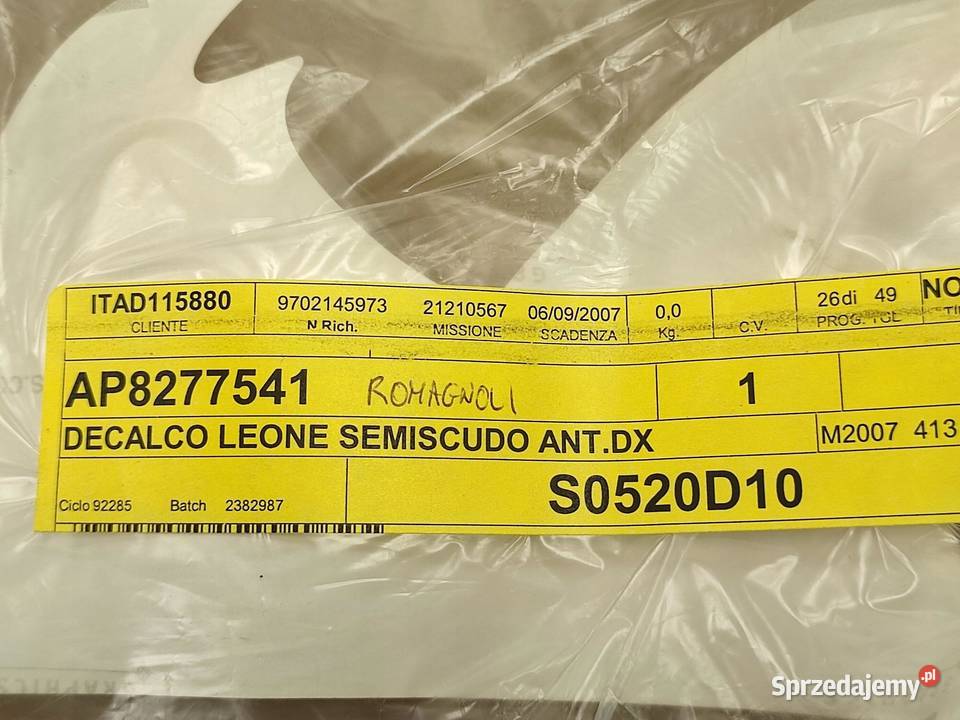 ITAD115880 9702145973 21210567 06/09/2007 0,0 26di 49 NO
CLIENTE N Rich. MISSIONE SCADENZA Kg. C.V. PROG.
AP8277541 ROMAGNOLI 1
DECALCO LEONE SEMISCUDO ANT.DX M2007 413
Ciclo 92285 Batch 2382987 S0520D10
Sprzedajemy.pl